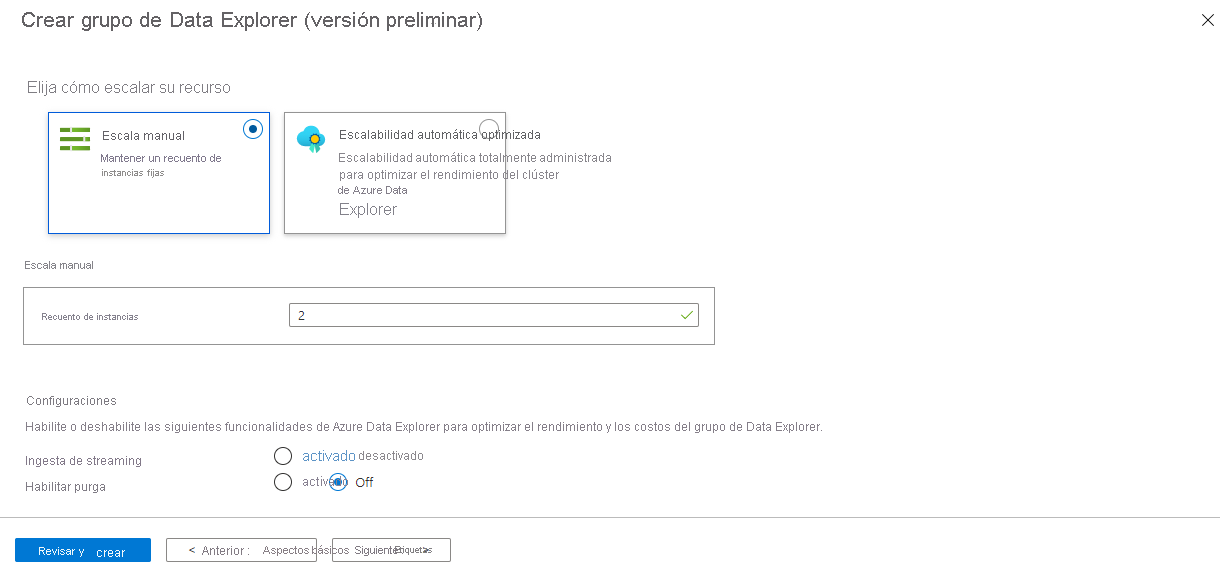 Crear grupo de Data Explorer (versión preliminar)
Elija cómo escalar su recurso
Escala manual
Mantener un recuento de
instancias fijas
Escalabilidad automática optimizada
Escalabilidad automática totalmente administrada
para optimizar el rendimiento del clúster
de Azure Data
Explorer
Escala manual
Recuento de instancias 2
Configuraciones
Habilite o deshabilite las siguientes funcionalidades de Azure Data Explorer para optimizar el rendimiento y los costos del grupo de Data Explorer.
Ingesta de streaming activado desactivado
Habilitar purga activado Off
Revisar y crear < Anterior : Aspectos básicos Siguiente: Etiquetas >